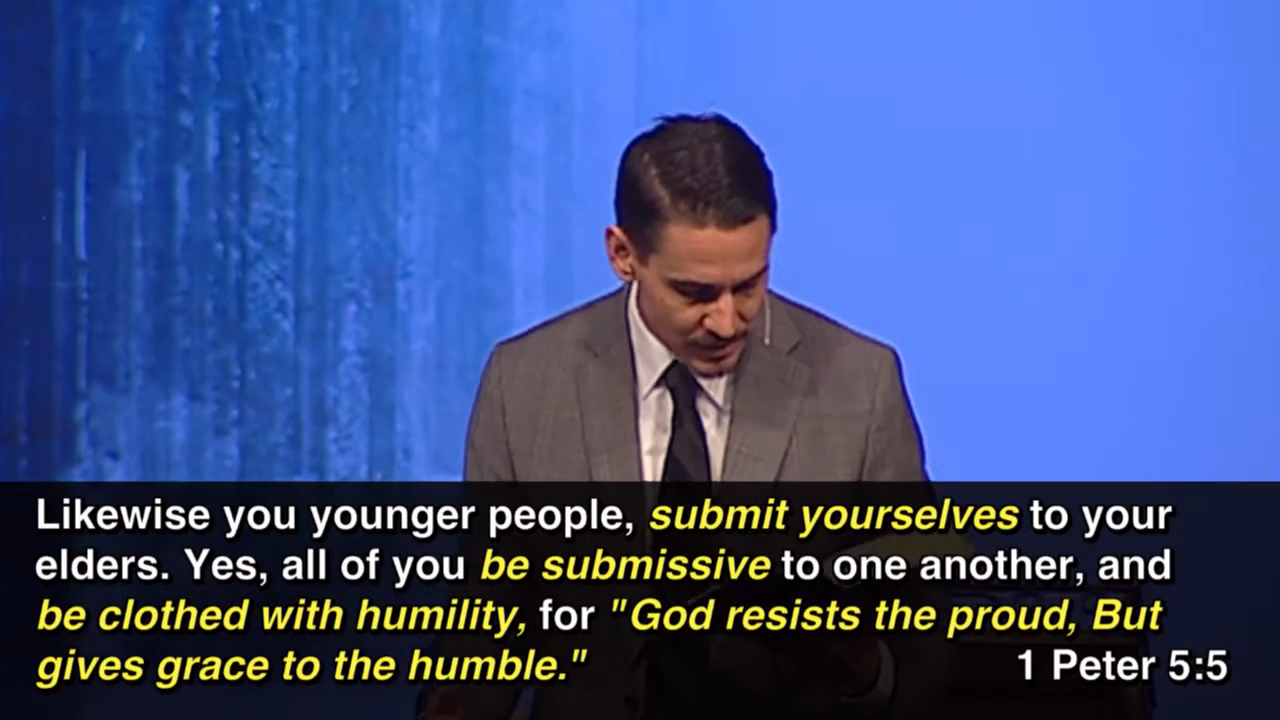 Likewise you younger people, submit yourselves to your
elders. Yes, all of you be submissive to one another, and
be clothed with humility, for "God resists the proud, But
gives grace to the humble."
1 Peter 5:5